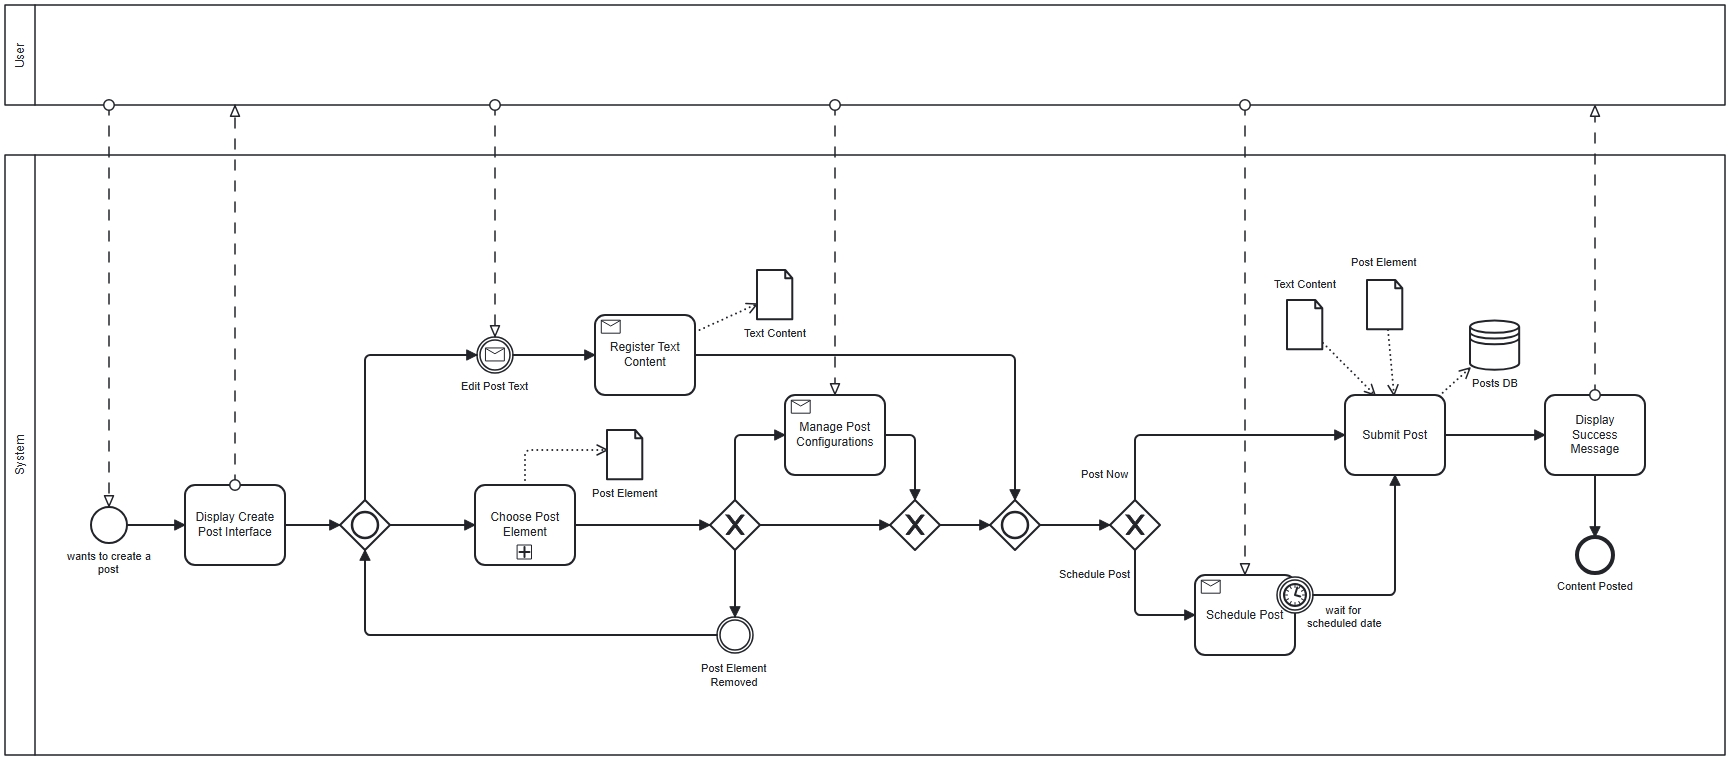 User
System
wants to create a
post
Display Create
Post Interface
Edit Post Text
Register Text
Content
Text Content
Choose Post
Element
Post Element
Manage Post
Configurations
Post Element
Removed
Post Now
Schedule Post
Schedule Post
wait for
scheduled date
Text Content
Post Element
Posts DB
Submit Post
Display
Success
Message
Content Posted